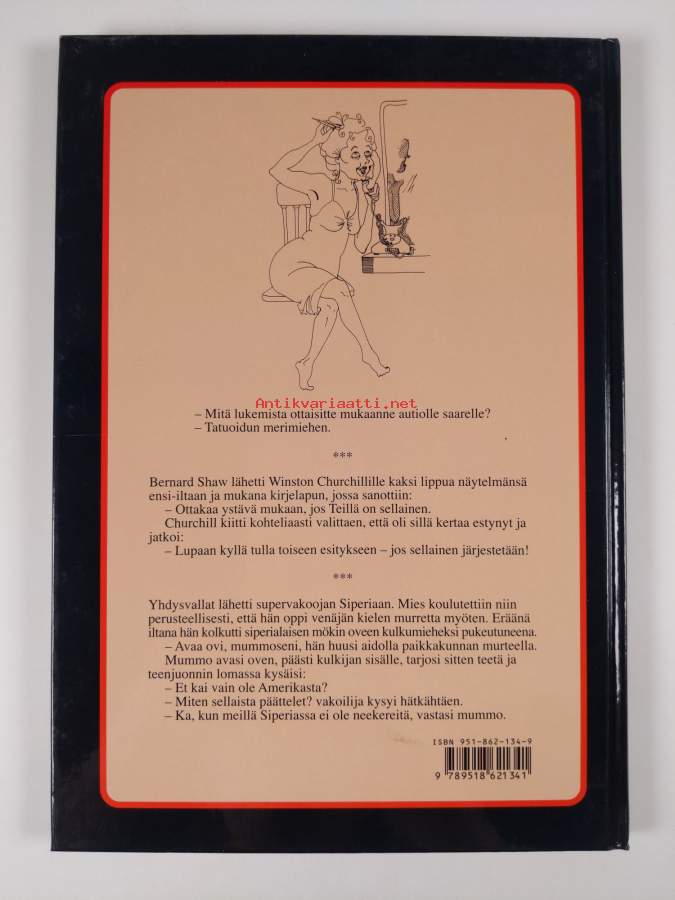 Antikvariaatti.net
– Mitä lukemista ottaisitte mukaanne autiolle saarelle?
– Tatuoidun merimiehen.
***
Bernard Shaw lähetti Winston Churchillille kaksi lippua näytelmänsä
ensi-iltaan ja mukana kirjelapun, jossa sanottiin:
– Ottakaa ystävä mukaan, jos Teillä on sellainen.
Churchill kiitti kohteliaasti valittaen, että oli sillä kertaa estynyt ja
jatkoi:
– Lupaan kyllä tulla toiseen esitykseen – jos sellainen järjestetään!
***
Yhdysvallat lähetti supervakoojan Siperiaan. Mies koulutettiin niin
perusteellisesti, että hän oppi venäjän kielen murretta myöten. Eräänä
iltana hän kolkutti siperialaisen mökin oveen kulkumieheksi pukeutuneena.
– Avaa ovi, mummoseni, hän huusi aidolla paikkakunnan murteella.
Mummo avasi oven, päästi kulkijan sisälle, tarjosi sitten teetä ja
teenjuonnin lomassa kysäisi:
– Et kai vain ole Amerikasta?
– Miten sellaista päättelet? vakoilija kysyi hätkähtäen.
– Ka, kun meillä Siperiassa ei ole neekereitä, vastasi mummo.
ISBN 951-862-134-9
9 789518 621341